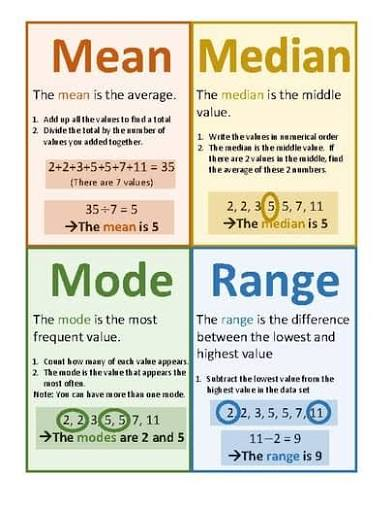 Mean
The mean is the average.
1. Add up all the values to find a total
2. Divide the total by the number of
values you added together.
2+2+3+5+5+7+11 = 35
(There are 7 values)
35÷7 = 5
→The mean is 5
Median
The median is the middle
value.
1. Write the values in numerical order
2. The median is the middle value. If
there are 2 values in the middle, find
the average of these 2 numbers.
2, 2, 3, 5, 5, 7, 11
→The median is 5
Mode
The mode is the most
frequent value.
1. Count how many of each value appears.
2. The mode is the value that appears the
most often.
Note: You can have more than one mode.
2, 2, 3, 5, 5, 7, 11
→The modes are 2 and 5
Range
The range is the difference
between the lowest and
highest value
1. Subtract the lowest value from the
highest value in the data set
2, 2, 3, 5, 5, 7, 11
11−2 = 9
→The range is 9